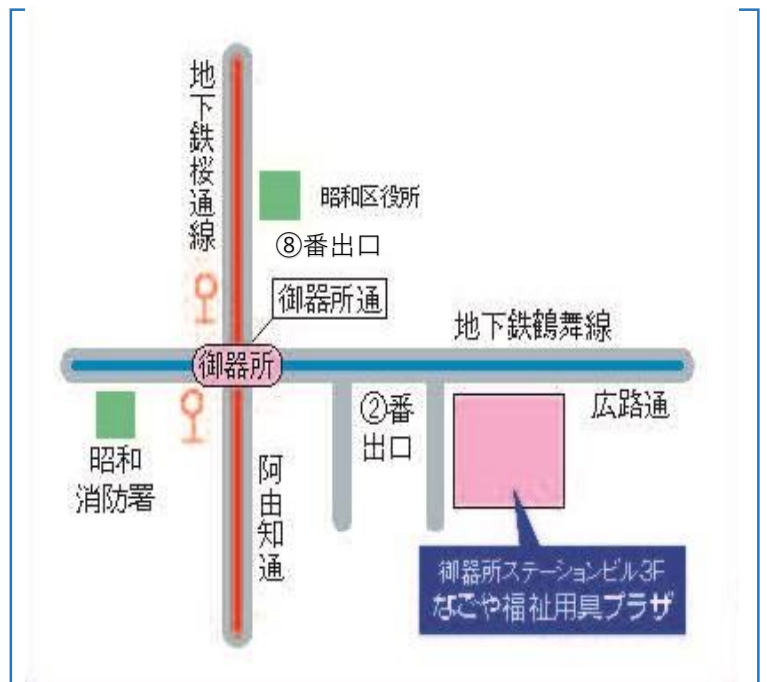 地下鉄桜通線
昭和区役所
⑧番出口
御器所通
地下鉄鶴舞線
御器所
広路通
②番
出口
昭和
消防署
阿由知通
御器所ステーションビル3F
なごや福祉用具プラザ